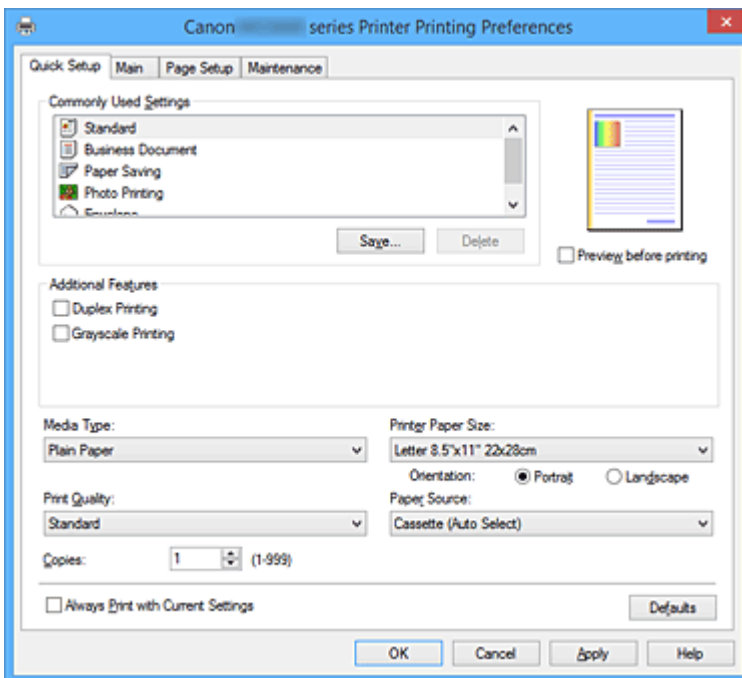 Canon series Printer Printing Preferences
Quick Setup Main Page Setup Maintenance
Commonly Used Settings
Standard
Business Document
Paper Saving
Photo Printing
Envelope
Save... Delete
Preview before printing
Additional Features
Duplex Printing
Grayscale Printing
Media Type: Printer Paper Size:
Plain Paper Letter 8.5"x11" 22x28cm
Orientation: Portrait Landscape
Print Quality: Paper Source:
Standard Cassette (Auto Select)
Copies: 1 (1-999)
Always Print with Current Settings Defaults
OK Cancel Apply Help